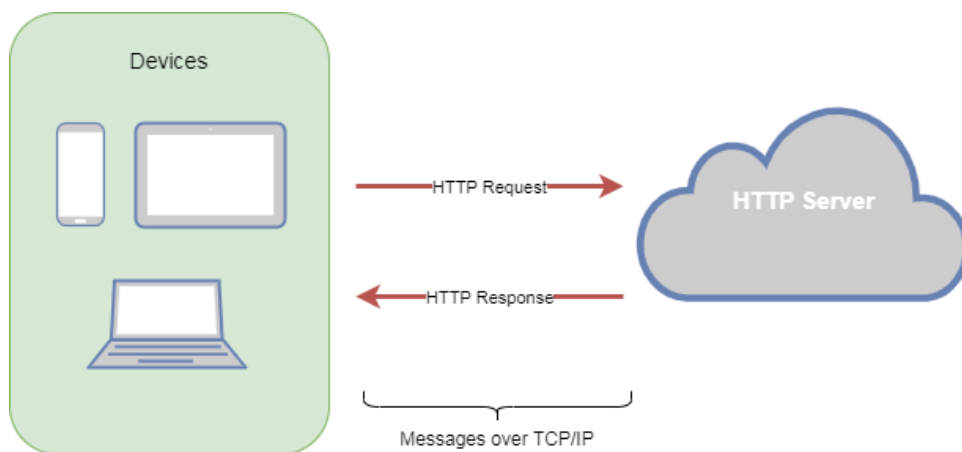 Devices
HTTP Request
HTTP Server
HTTP Response
Messages over TCP/IP